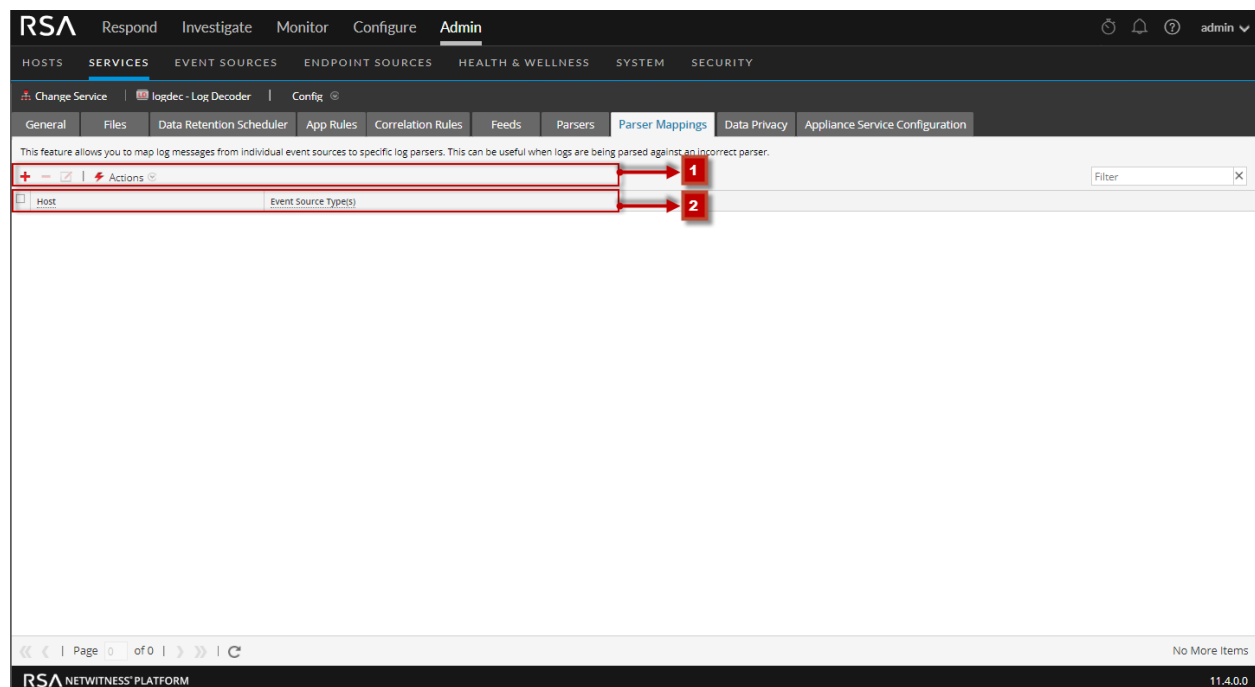 RSA Respond Investigate Monitor Configure Admin admin
HOSTS SERVICES EVENT SOURCES ENDPOINT SOURCES HEALTH & WELLNESS SYSTEM SECURITY
Change Service | LD logdec - Log Decoder | Config
General Files Data Retention Scheduler App Rules Correlation Rules Feeds Parsers Parser Mappings Data Privacy Appliance Service Configuration
This feature allows you to map log messages from individual event sources to specific log parsers. This can be useful when logs are being parsed against an incorrect parser.
+ - | Actions 1 Filter X
Host Event Source Type(s) 2
| Page 0 of 0 | | No More Items
RSA NETWITNESS® PLATFORM 11.4.0.0